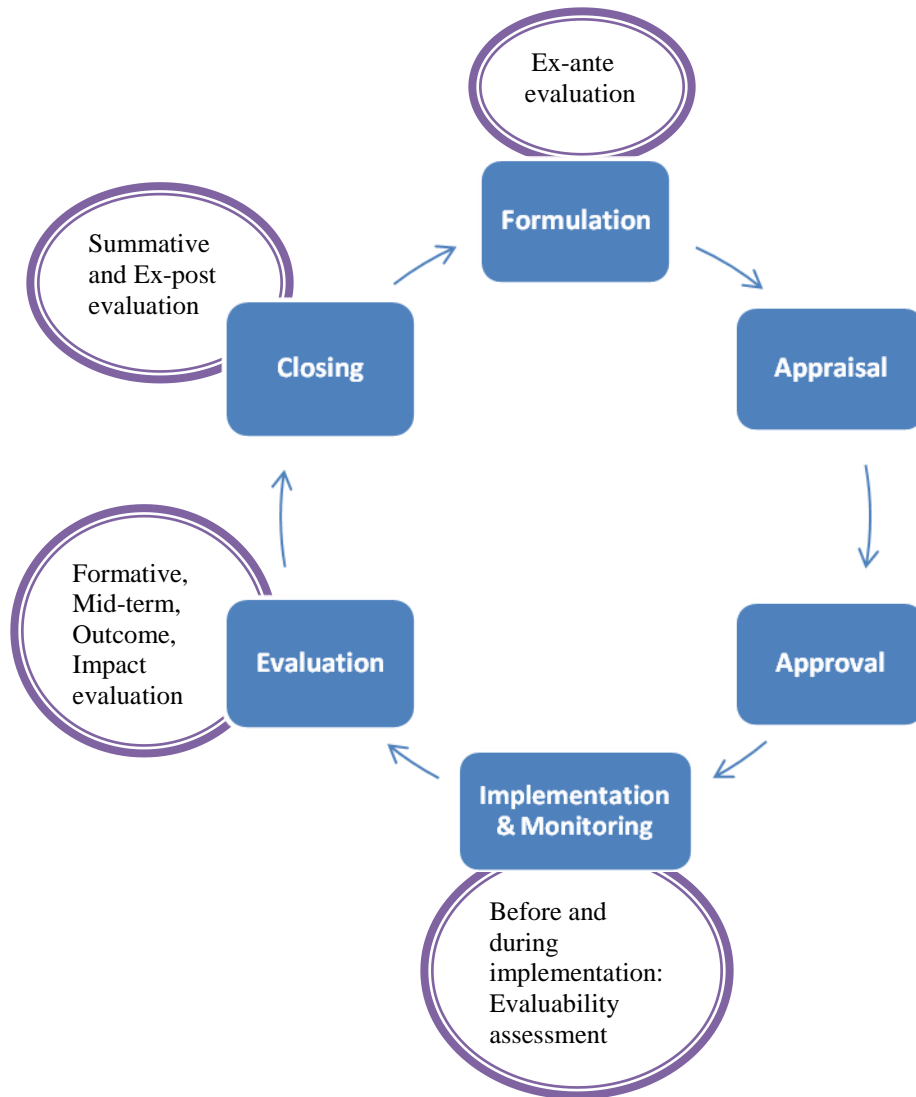 Ex-ante
evaluation
Formulation
Summative
and Ex-post
evaluation
Closing
Appraisal
Formative,
Mid-term,
Outcome,
Impact
evaluation
Evaluation
Approval
Implementation
& Monitoring
Before and
during
implementation:
Evaluability
assessment